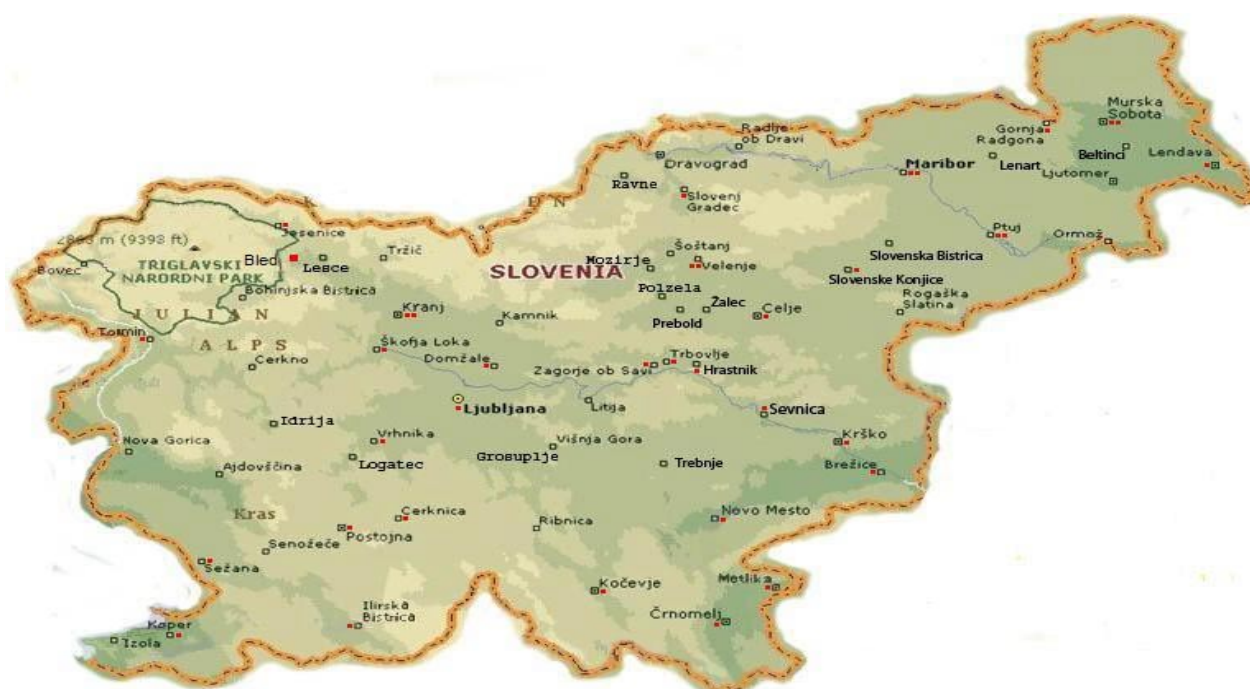 Murska
Sobota
Radlje
ob Dravi
Gornja
Radgona
Dravograd
Maribor
Lenart
Beltinci
Lendava
Ravne
Ljutomer
Slovenj
Gradec
K
EN
Jesenice
2863 m (9393 ft)
Tržič
Šoštanj
Ptuj
Ormož
Bovec
TRIGLAVSKI
NARORDNI PARK
Bled
Lesce
SLOVENIA
Mozirje
Velenje
Slovenska Bistrica
Slovenske Konjice
Bohinjska Bistrica
Polzela
Rogaška
Slatina
JULIAN
ALPS
Kranj
Kamnik
Prebold
Žalec
Celje
Tolmin
Škofja Loka
Domžale
Cerkno
Zagorje ob Savi
Trbovlje
Hrastnik
Ljubljana
Litija
Sevnica
Idrija
Nova Gorica
Vrhnika
Višnja Gora
Krško
Ajdovščina
Logatec
Grosuplje
Trebnje
Brežice
Kras
Cerknica
Ribnica
Novo Mesto
Postojna
Senožeče
Sežana
Kočevje
Metlika
Ilirska
Bistrica
Črnomelj
Koper
Izola